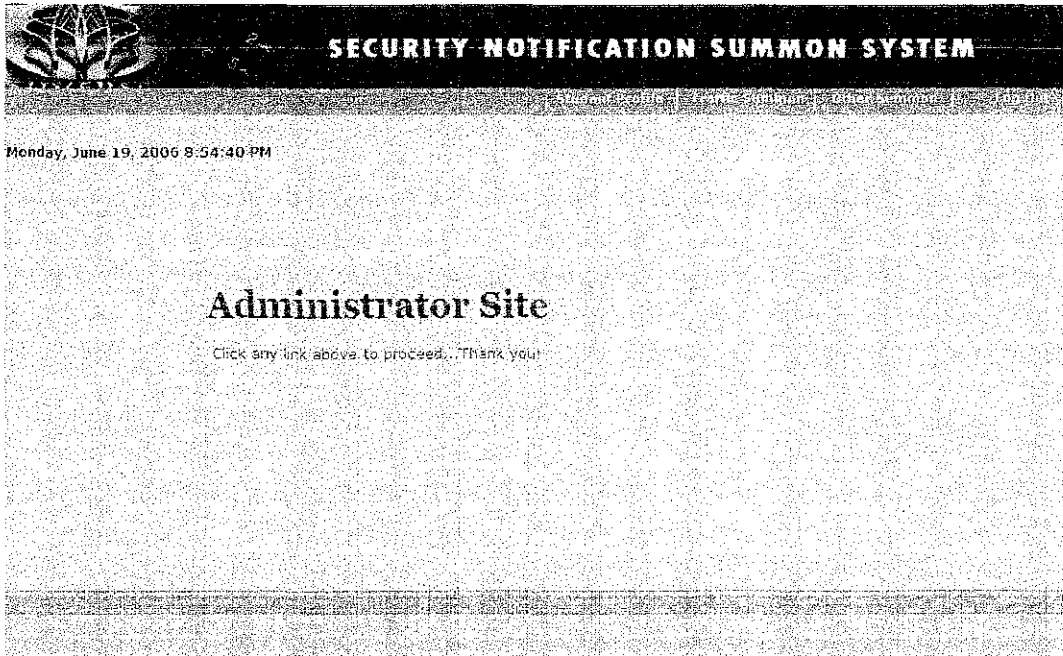 SECURITY NOTIFICATION SUMMON SYSTEM
Monday, June 19, 2006 8:54:40 PM
Administrator Site
Click any link above to proceed...Thank you!